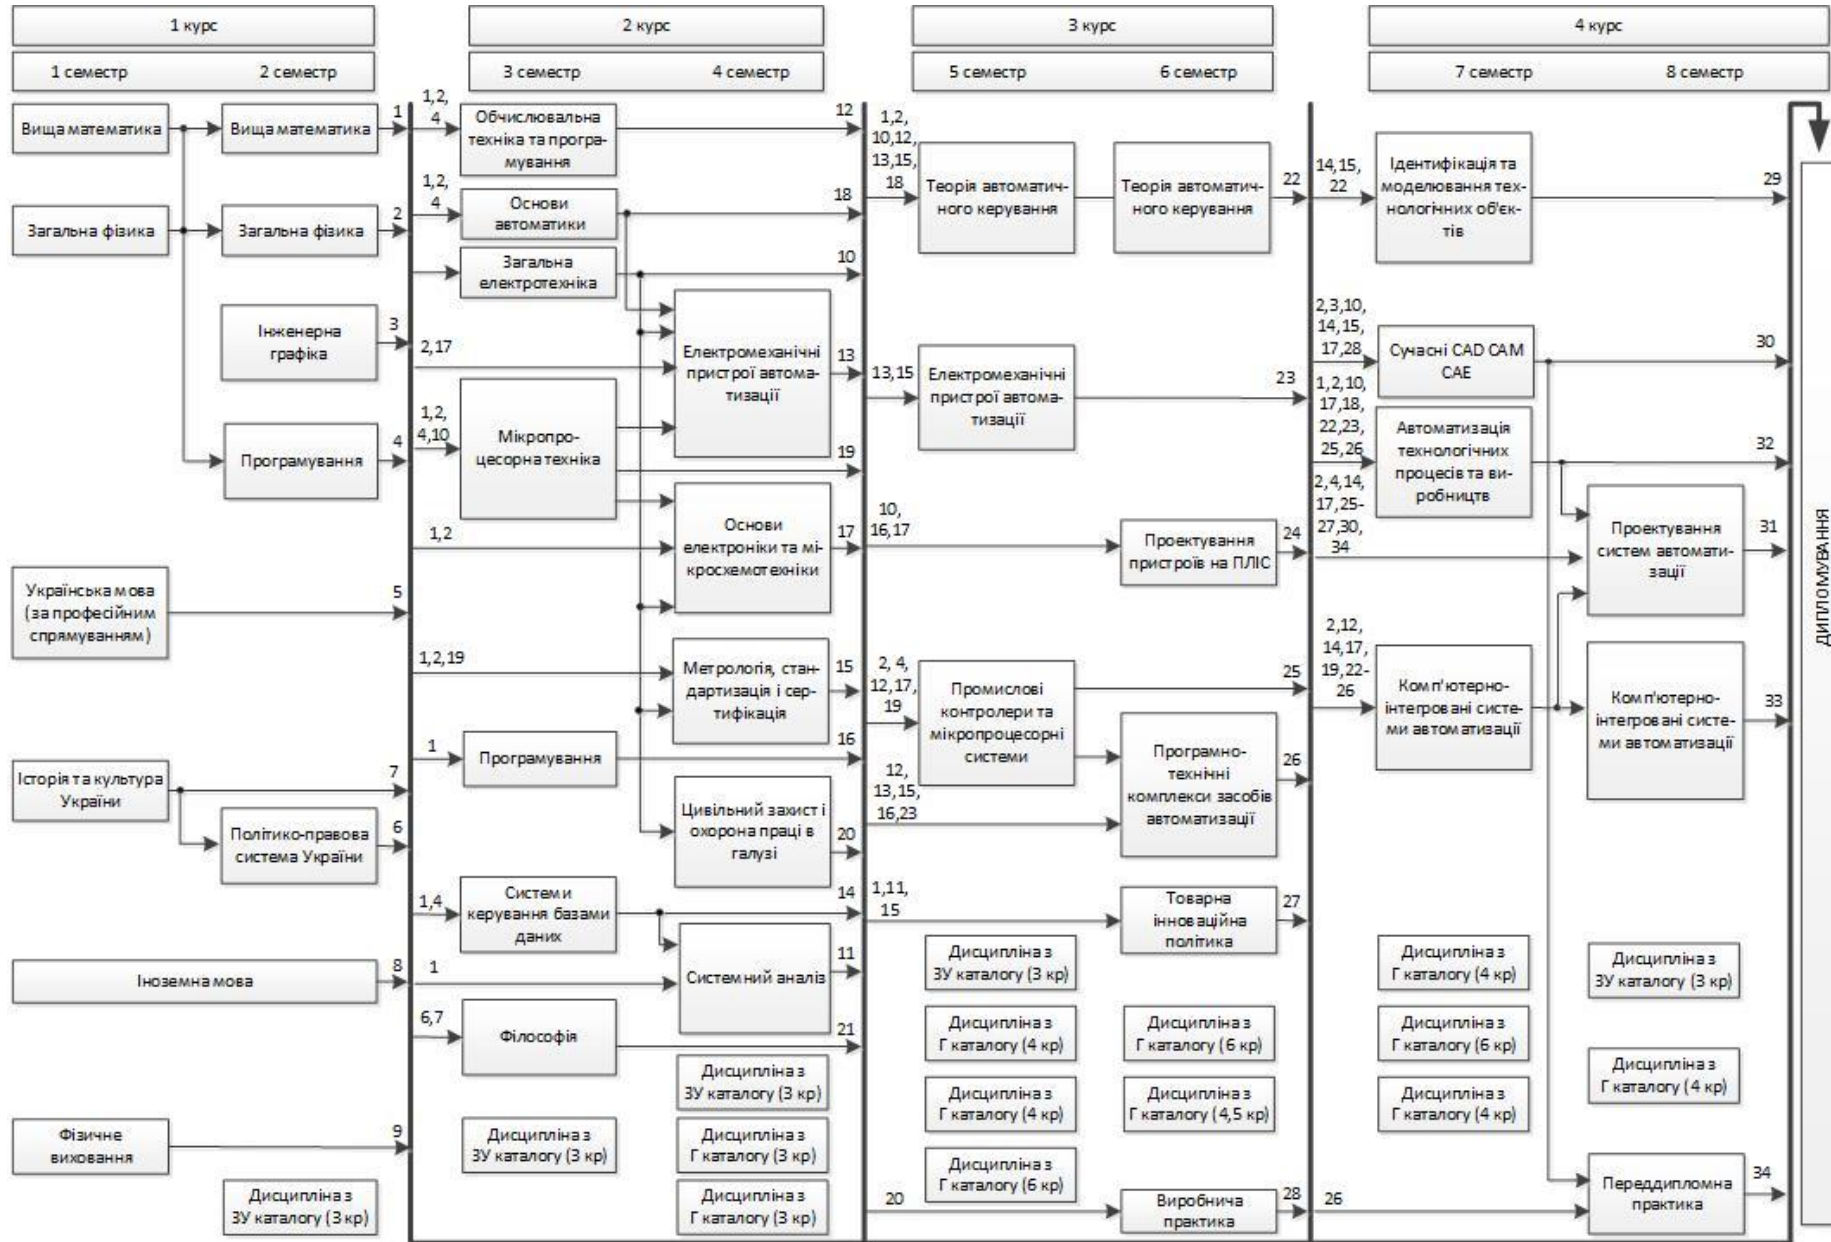 1 курс
2 курс
3 курс
4 курс
1 семестр
2 семестр
3 семестр
4 семестр
5 семестр
6 семестр
7 семестр
8 семестр
Вища математика
Вища математика
1
Загальна фізика
Загальна фізика
2
Інженерна
графіка
3
Програмування
4
Українська мова
(за професійним
спрямуванням)
5
Історія та культура
України
7
Політико-правова
система України
6
Іноземна мова
8
Фізичне
виховання
9
Дисципліна з
ЗУ каталогу (3 кр)
1,2,
4
Обчислювальна
техніка та програ-
мування
12
1,2,
4
Основи
автоматики
18
Загальна
електротехніка
10
2,17
Електромеханічні
пристрої автома-
тизації
13
1,2,
4,10
Мікропро-
цесорна техніка
19
1,2
Основи
електроніки та мі-
кросхемотехніки
17
1,2,19
Метрологія, стан-
дартизація і сер-
тифікація
15
1
Програмування
16
Цивільний захист і
охорона праці в
галузі
20
1,4
Системи
керування базами
даних
14
1
Системний аналіз
11
6,7
Філософія
21
Дисципліна з
ЗУ каталогу (3 кр)
Дисципліна з
ЗУ каталогу (3 кр)
Дисципліна з
Г каталогу (3 кр)
Дисципліна з
Г каталогу (3 кр)
1,2,
10,12,
13,15,
18
Теорія автоматич-
ного керування
Теорія автоматич-
ного керування
22
13,15
Електромеханічні
пристрої автома-
тизації
23
10,
16,17
Проектування
пристроїв на ПЛІС
24
2, 4,
12,17,
19
Промислові
контролери та
мікропроцесорні
системи
25
12,
13,15,
16,23
Програмно-
технічні
комплекси засобів
автоматизації
26
1,11,
15
Товарна
інноваційна
політика
27
Дисципліна з
ЗУ каталогу (3 кр)
Дисципліна з
Г каталогу (4 кр)
Дисципліна з
Г каталогу (6 кр)
Дисципліна з
Г каталогу (4 кр)
Дисципліна з
Г каталогу (4,5 кр)
Дисципліна з
Г каталогу (6 кр)
20
Виробнича
практика
28
14,15,
22
Ідентифікація та
моделювання тех-
нологічних об'єк-
тів
29
2,3,10,
14,15,
17,28
Сучасні CAD CAM
CAE
30
1,2,10,
17,18,
22,23,
25,26
Автоматизація
технологічних
процесів та ви-
робництв
32
2,4,14,
17,25-
27,30,
34
Проектування
систем автомати-
зації
31
2,12,
14,17,
19,22-
26
Комп'ютерно-
інтегровані систе-
ми автоматизації
Комп'ютерно-
інтегровані систе-
ми автоматизації
33
Дисципліна з
Г каталогу (4 кр)
Дисципліна з
ЗУ каталогу (3 кр)
Дисципліна з
Г каталогу (6 кр)
Дисципліна з
Г каталогу (4 кр)
Дисципліна з
Г каталогу (4 кр)
26
Переддипломна
практика
34
ДИПЛОМУВАННЯ